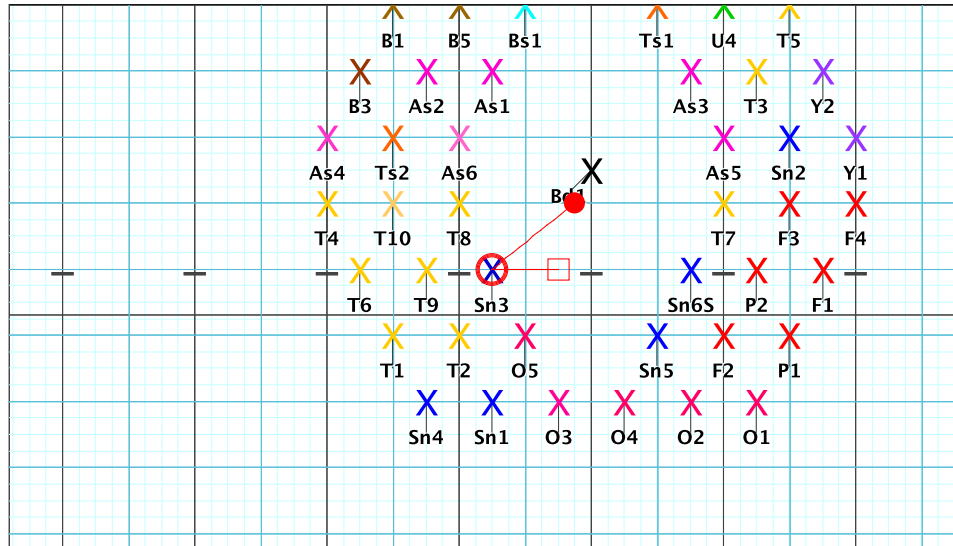 B1 B5 Bs1 Ts1 U4 T5
B3 As2 As1 As3 T3 Y2
As4 Ts2 As6 As5 Sn2 Y1
Bd1
T4 T10 T8 T7 F3 F4
T6 T9 Sn3 Sn6S P2 F1
T1 T2 O5 Sn5 F2 P1
Sn4 Sn1 O3 O4 O2 O1